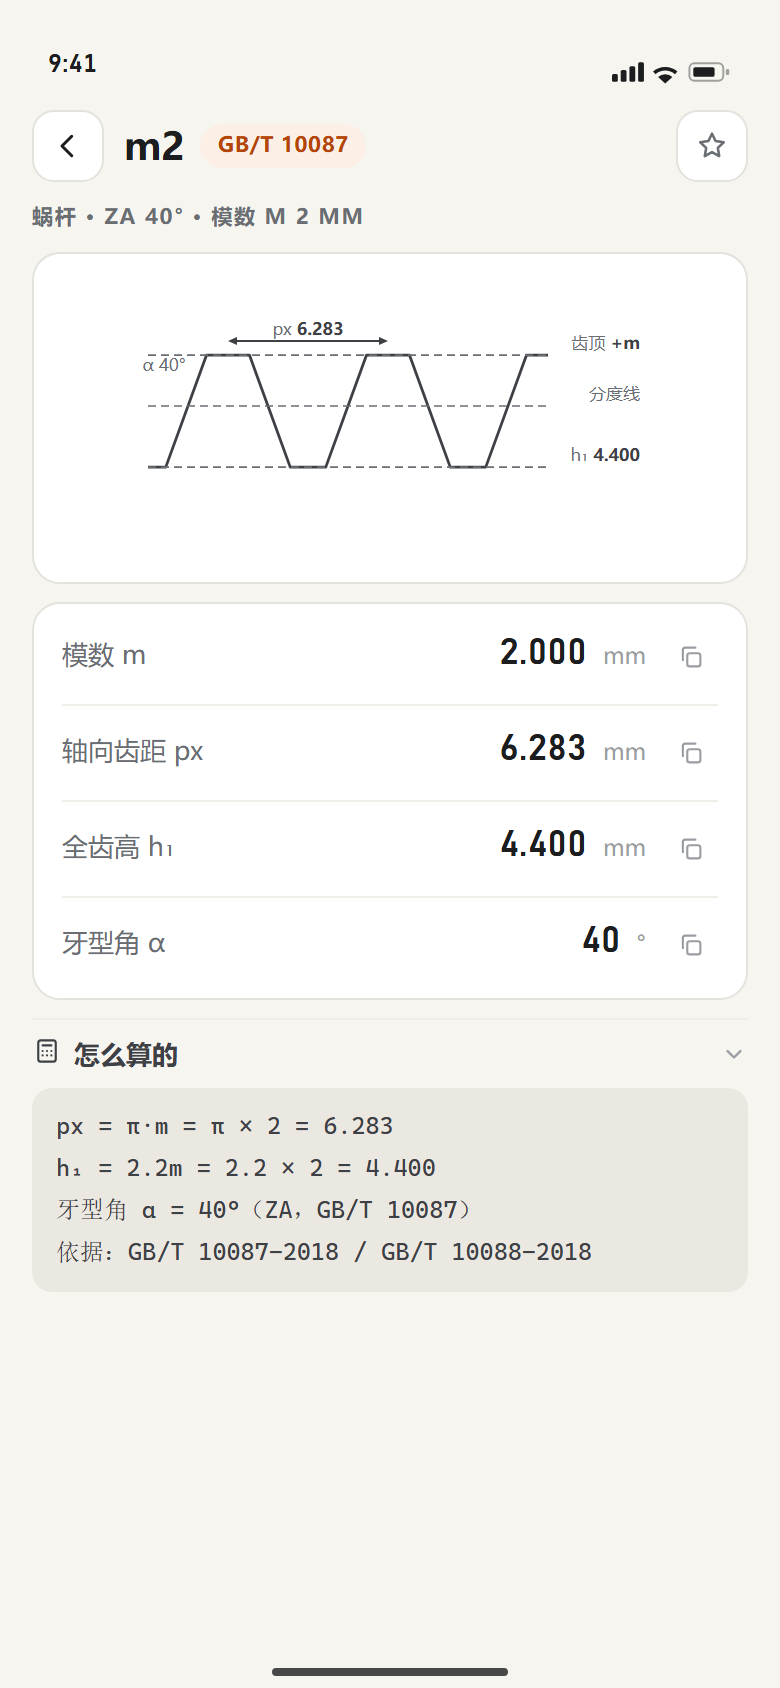 9:41
m2 GB/T 10087
蜗杆 • ZA 40° • 模数 M 2 MM
px 6.283
α 40°
齿顶 +m
分度线
h₁ 4.400
模数 m 2.000 mm
轴向齿距 px 6.283 mm
全齿高 h₁ 4.400 mm
牙型角 α 40 °
怎么算的
px = π·m = π × 2 = 6.283
h₁ = 2.2m = 2.2 × 2 = 4.400
牙型角 α = 40°（ZA，GB/T 10087）
依据：GB/T 10087−2018 / GB/T 10088−2018